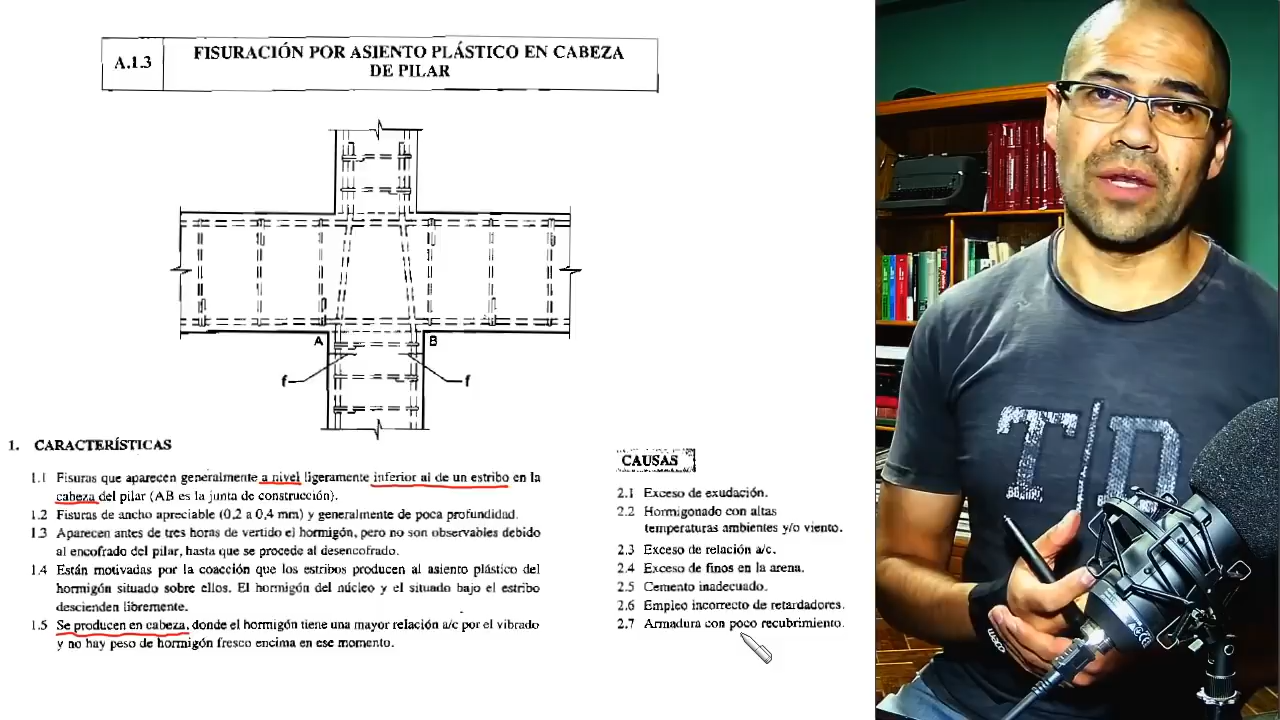 A.1.3
FISURACIÓN POR ASIENTO PLÁSTICO EN CABEZA
DE PILAR
A
B
f
f
1. CARACTERÍSTICAS
1.1 Fisuras que aparecen generalmente a nivel ligeramente inferior al de un estribo en la
cabeza del pilar (AB es la junta de construcción).
1.2 Fisuras de ancho apreciable (0,2 a 0,4 mm) y generalmente de poca profundidad.
1.3 Aparecen antes de tres horas de vertido el hormigón, pero no son observables debido
al encofrado del pilar, hasta que se procede al desencofrado.
1.4 Están motivadas por la coacción que los estribos producen al asiento plástico del
hormigón situado sobre ellos. El hormigón del núcleo y el situado bajo el estribo
descienden libremente.
1.5 Se producen en cabeza, donde el hormigón tiene una mayor relación a/c por el vibrado
y no hay peso de hormigón fresco encima en ese momento.
CAUSAS
2.1 Exceso de exudación.
2.2 Hormigonado con altas
temperaturas ambientes y/o viento.
2.3 Exceso de relación a/c.
2.4 Exceso de finos en la arena.
2.5 Cemento inadecuado.
2.6 Empleo incorrecto de retardadores.
2.7 Armadura con poco recubrimiento.